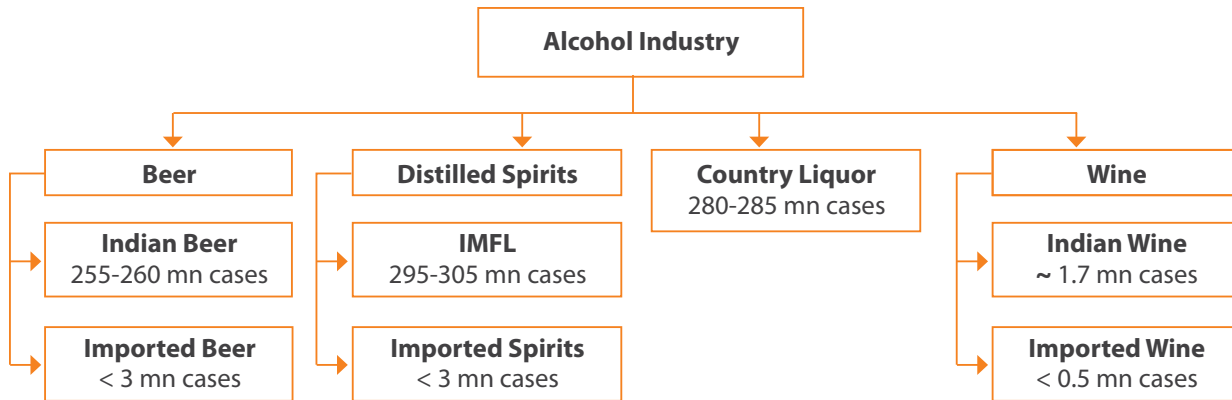 Alcohol Industry
Beer
Distilled Spirits
Country Liquor
280-285 mn cases
Wine
Indian Beer
255-260 mn cases
IMFL
295-305 mn cases
Indian Wine
~ 1.7 mn cases
Imported Beer
< 3 mn cases
Imported Spirits
< 3 mn cases
Imported Wine
< 0.5 mn cases